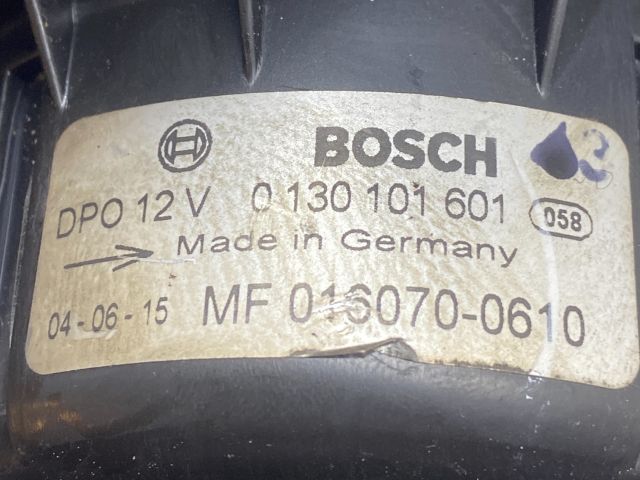 BOSCH
DPO 12 V 0 130 101 601 058
Made in Germany
04-06-15 MF 016070-0610